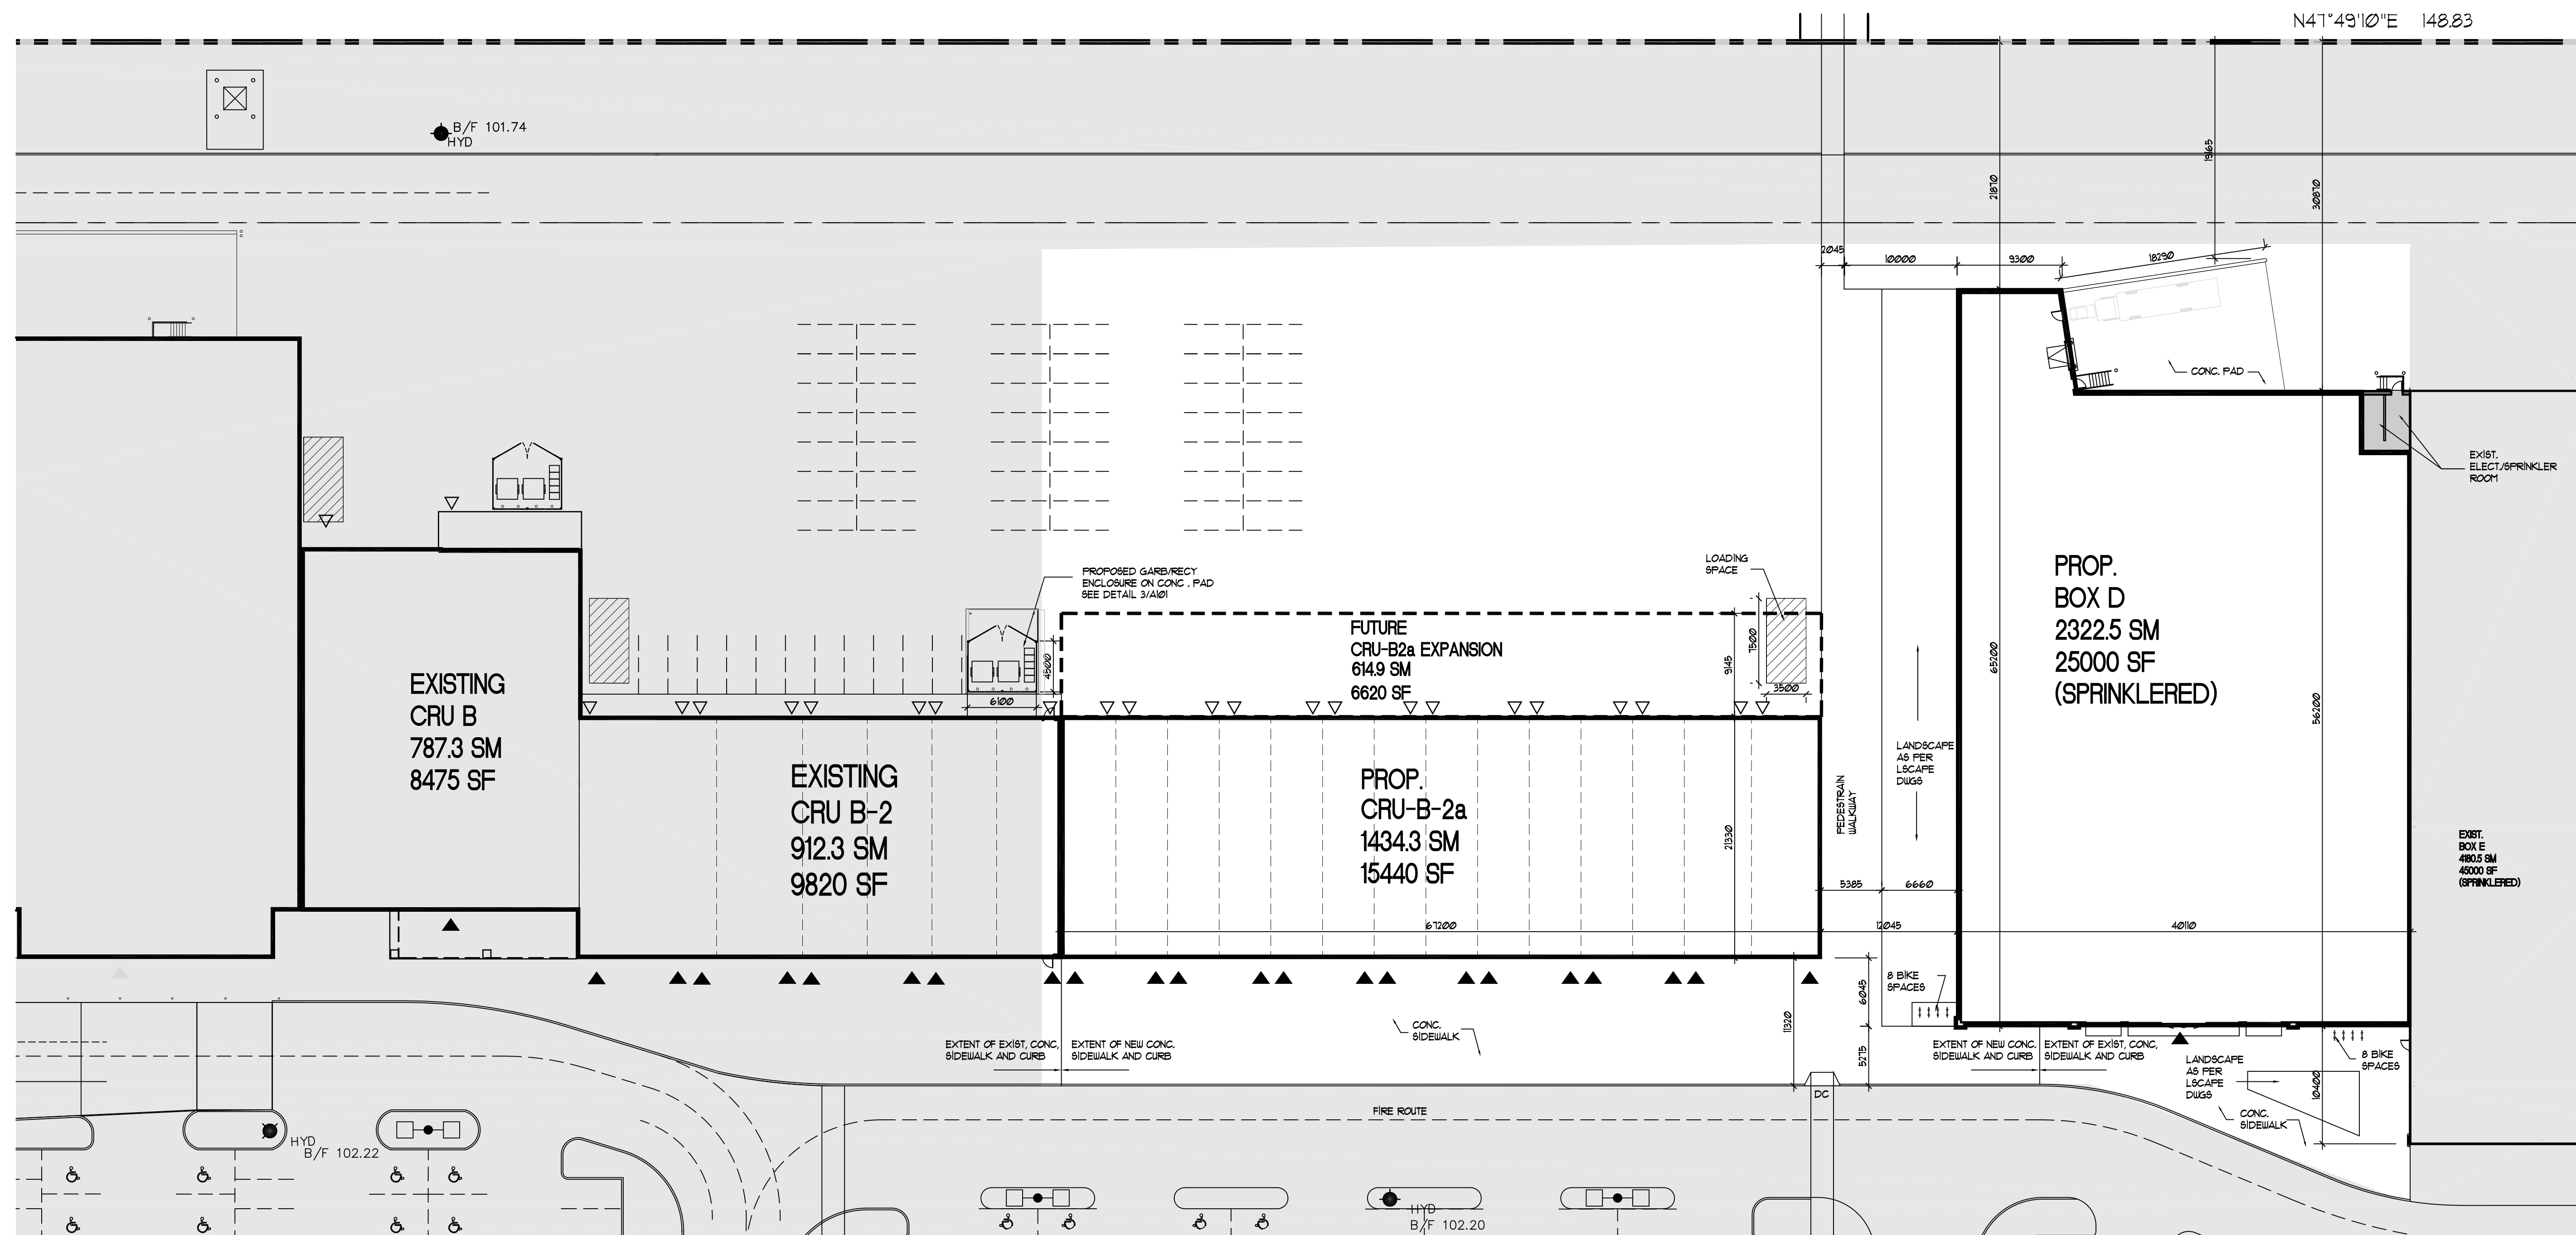 N47°49'10"E 148.83
B/F 101.74
HYD
19165
21870
30870
2045
10000
9300
18290
CONC. PAD
EXIST.
ELECT./SPRINKLER
ROOM
PROPOSED GARB/RECY
ENCLOSURE ON CONC . PAD
SEE DETAIL 3/A101
LOADING
SPACE
PROP.
BOX D
2322.5 SM
25000 SF
(SPRINKLERED)
FUTURE
CRU-B2a EXPANSION
614.9 SM
6620 SF
4500
6100
9145
7500
3500
65200
56200
EXISTING
CRU B
787.3 SM
8475 SF
EXISTING
CRU B-2
912.3 SM
9820 SF
PROP.
CRU-B-2a
1434.3 SM
15440 SF
21330
PEDESTRAIN
WALKWAY
LANDSCAPE
AS PER
LSCAPE
DWGS
EXIST.
BOX E
4180.5 SM
45000 SF
(SPRINKLERED)
5385
6660
67200
12045
40110
8 BIKE
SPACES
6045
11320
5275
CONC.
SIDEWALK
EXTENT OF EXIST, CONC,
SIDEWALK AND CURB
EXTENT OF NEW CONC.
SIDEWALK AND CURB
EXTENT OF NEW CONC.
SIDEWALK AND CURB
EXTENT OF EXIST, CONC,
SIDEWALK AND CURB
LANDSCAPE
AS PER
LSCAPE
DWGS
8 BIKE
SPACES
10400
CONC.
SIDEWALK
DC
FIRE ROUTE
HYD
B/F 102.22
HYD
B/F 102.20